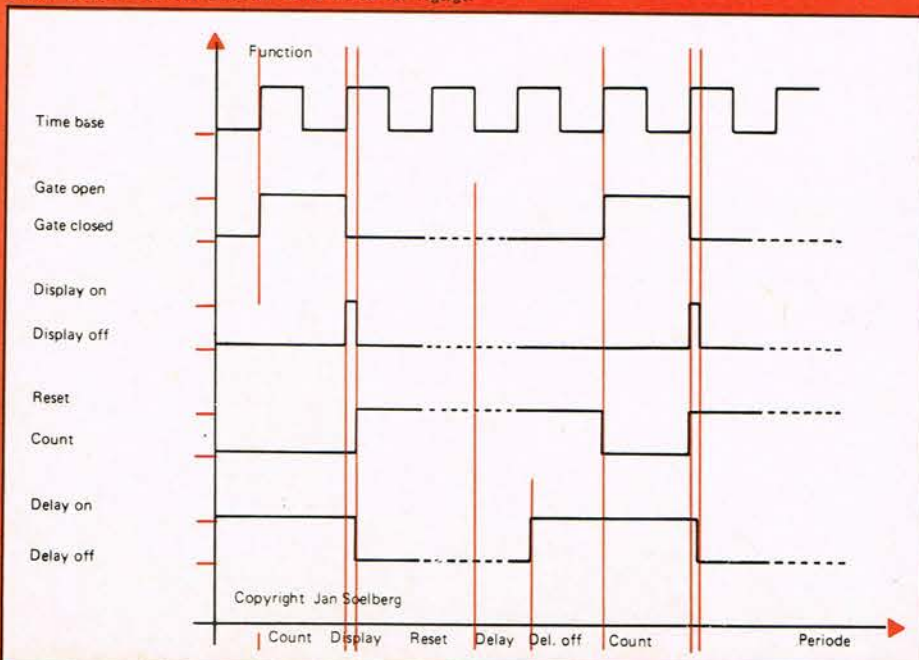 Function
Time base
Gate open
Gate closed
Display on
Display off
Reset
Count
Delay on
Delay off
Copyright Jan Soelberg
Count Display Reset Delay Del. off Count Periode